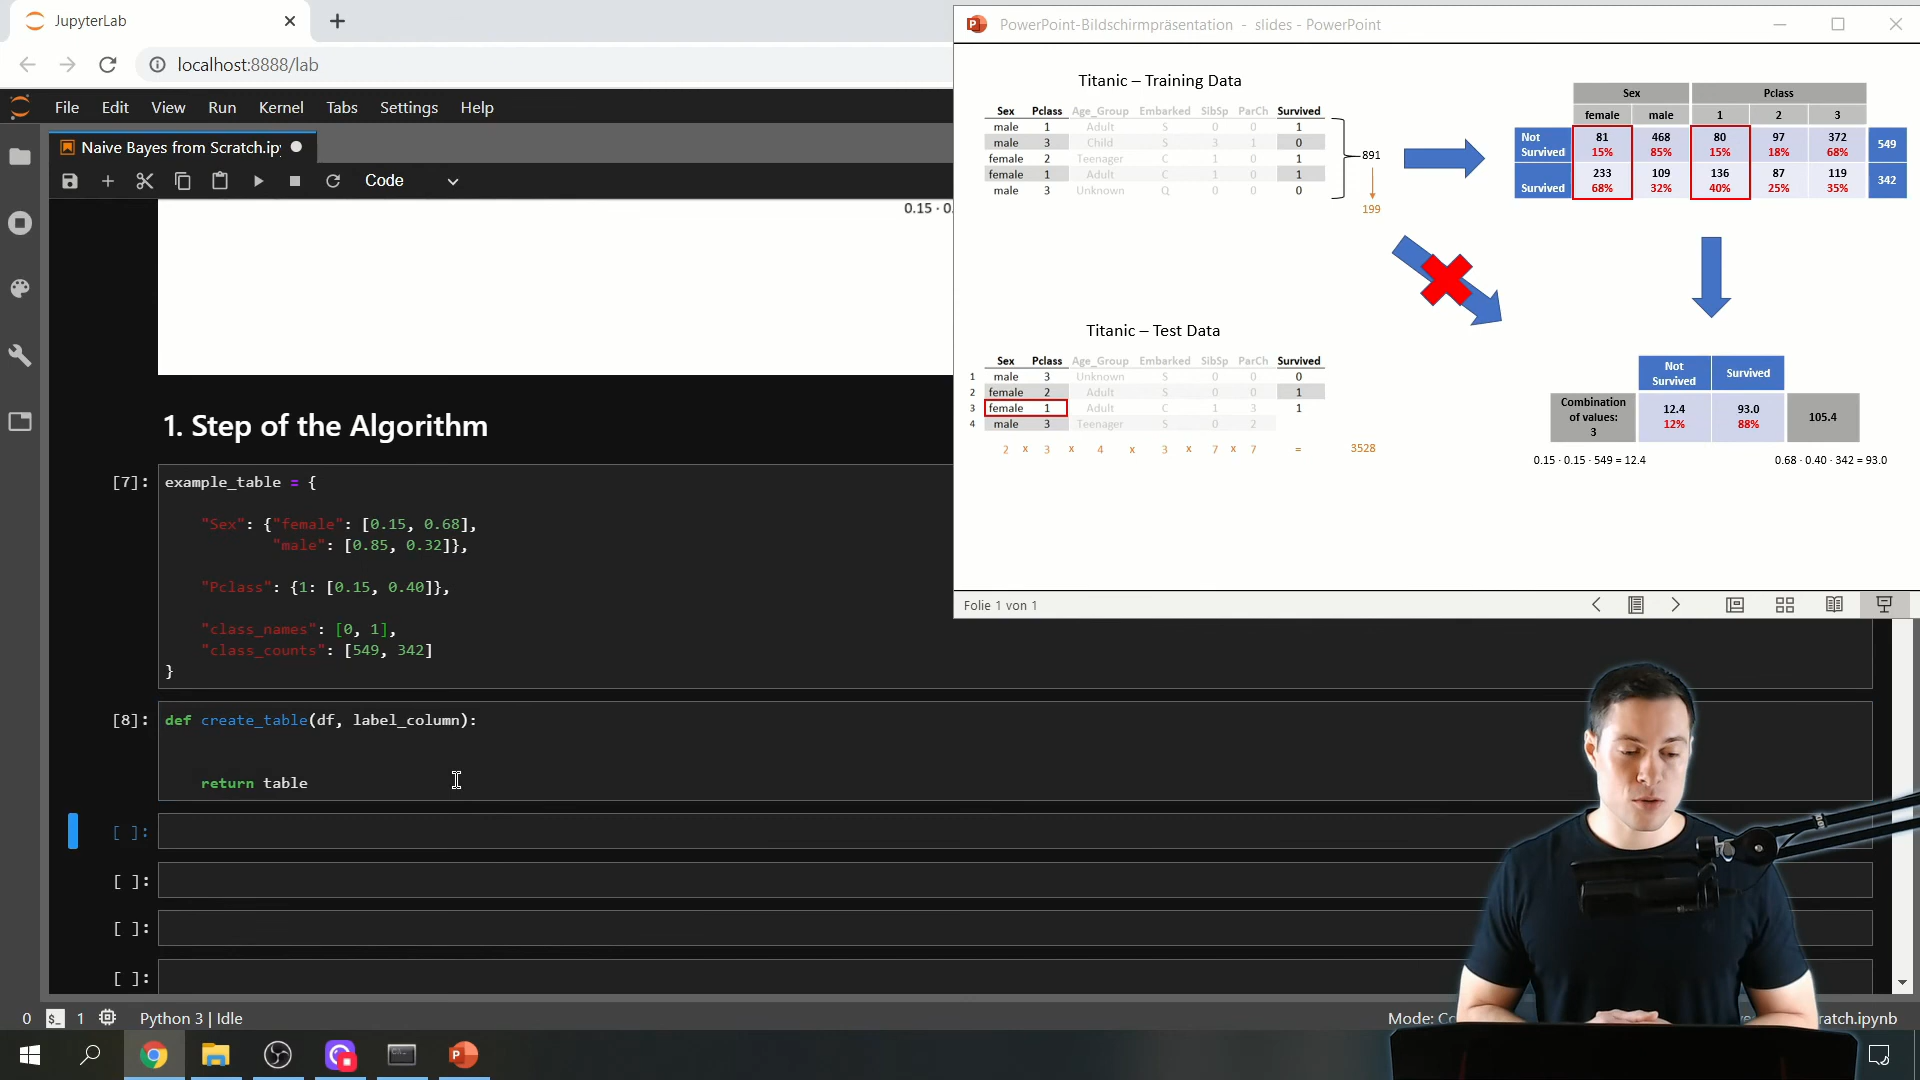 JupyterLab
localhost:8888/lab
File Edit View Run Kernel Tabs Settings Help
Naive Bayes from Scratch.ip
Code
0.15 · 0.
1. Step of the Algorithm
[7]:
example_table = {
"Sex": {"female": [0.15, 0.68],
"male": [0.85, 0.32]},
"Pclass": {1: [0.15, 0.40]},
"class_names": [0, 1],
"class_counts": [549, 342]
}
[8]:
def create_table(df, label_column):
return table
[ ]:
[ ]:
[ ]:
[ ]:
0 1 Python 3 | Idle
Mode: Co
ratch.ipynb
PowerPoint-Bildschirmpräsentation - slides - PowerPoint
Titanic – Training Data
Sex Pclass Age_Group Embarked SibSp ParCh Survived
male 1 Adult S 0 0 1
male 3 Child S 3 1 0
female 2 Teenager C 1 0 1
female 1 Adult C 1 0 1
male 3 Unknown Q 0 0 0
891
199
Sex Pclass
female male 1 2 3
Not Survived 81 468 80 97 372 549
15% 85% 15% 18% 68%
Survived 233 109 136 87 119 342
68% 32% 40% 25% 35%
Titanic – Test Data
Sex Pclass Age_Group Embarked SibSp ParCh Survived
1 male 3 Unknown S 0 0 0
2 female 2 Adult S 0 0 1
3 female 1 Adult C 1 3 1
4 male 3 Teenager S 0 2
2 x 3 x 4 x 3 x 7 x 7 = 3528
Not Survived
Survived
Combination of values: 3
12.4 93.0 105.4
12% 88%
0.15 · 0.15 · 549 = 12.4
0.68 · 0.40 · 342 = 93.0
Folie 1 von 1